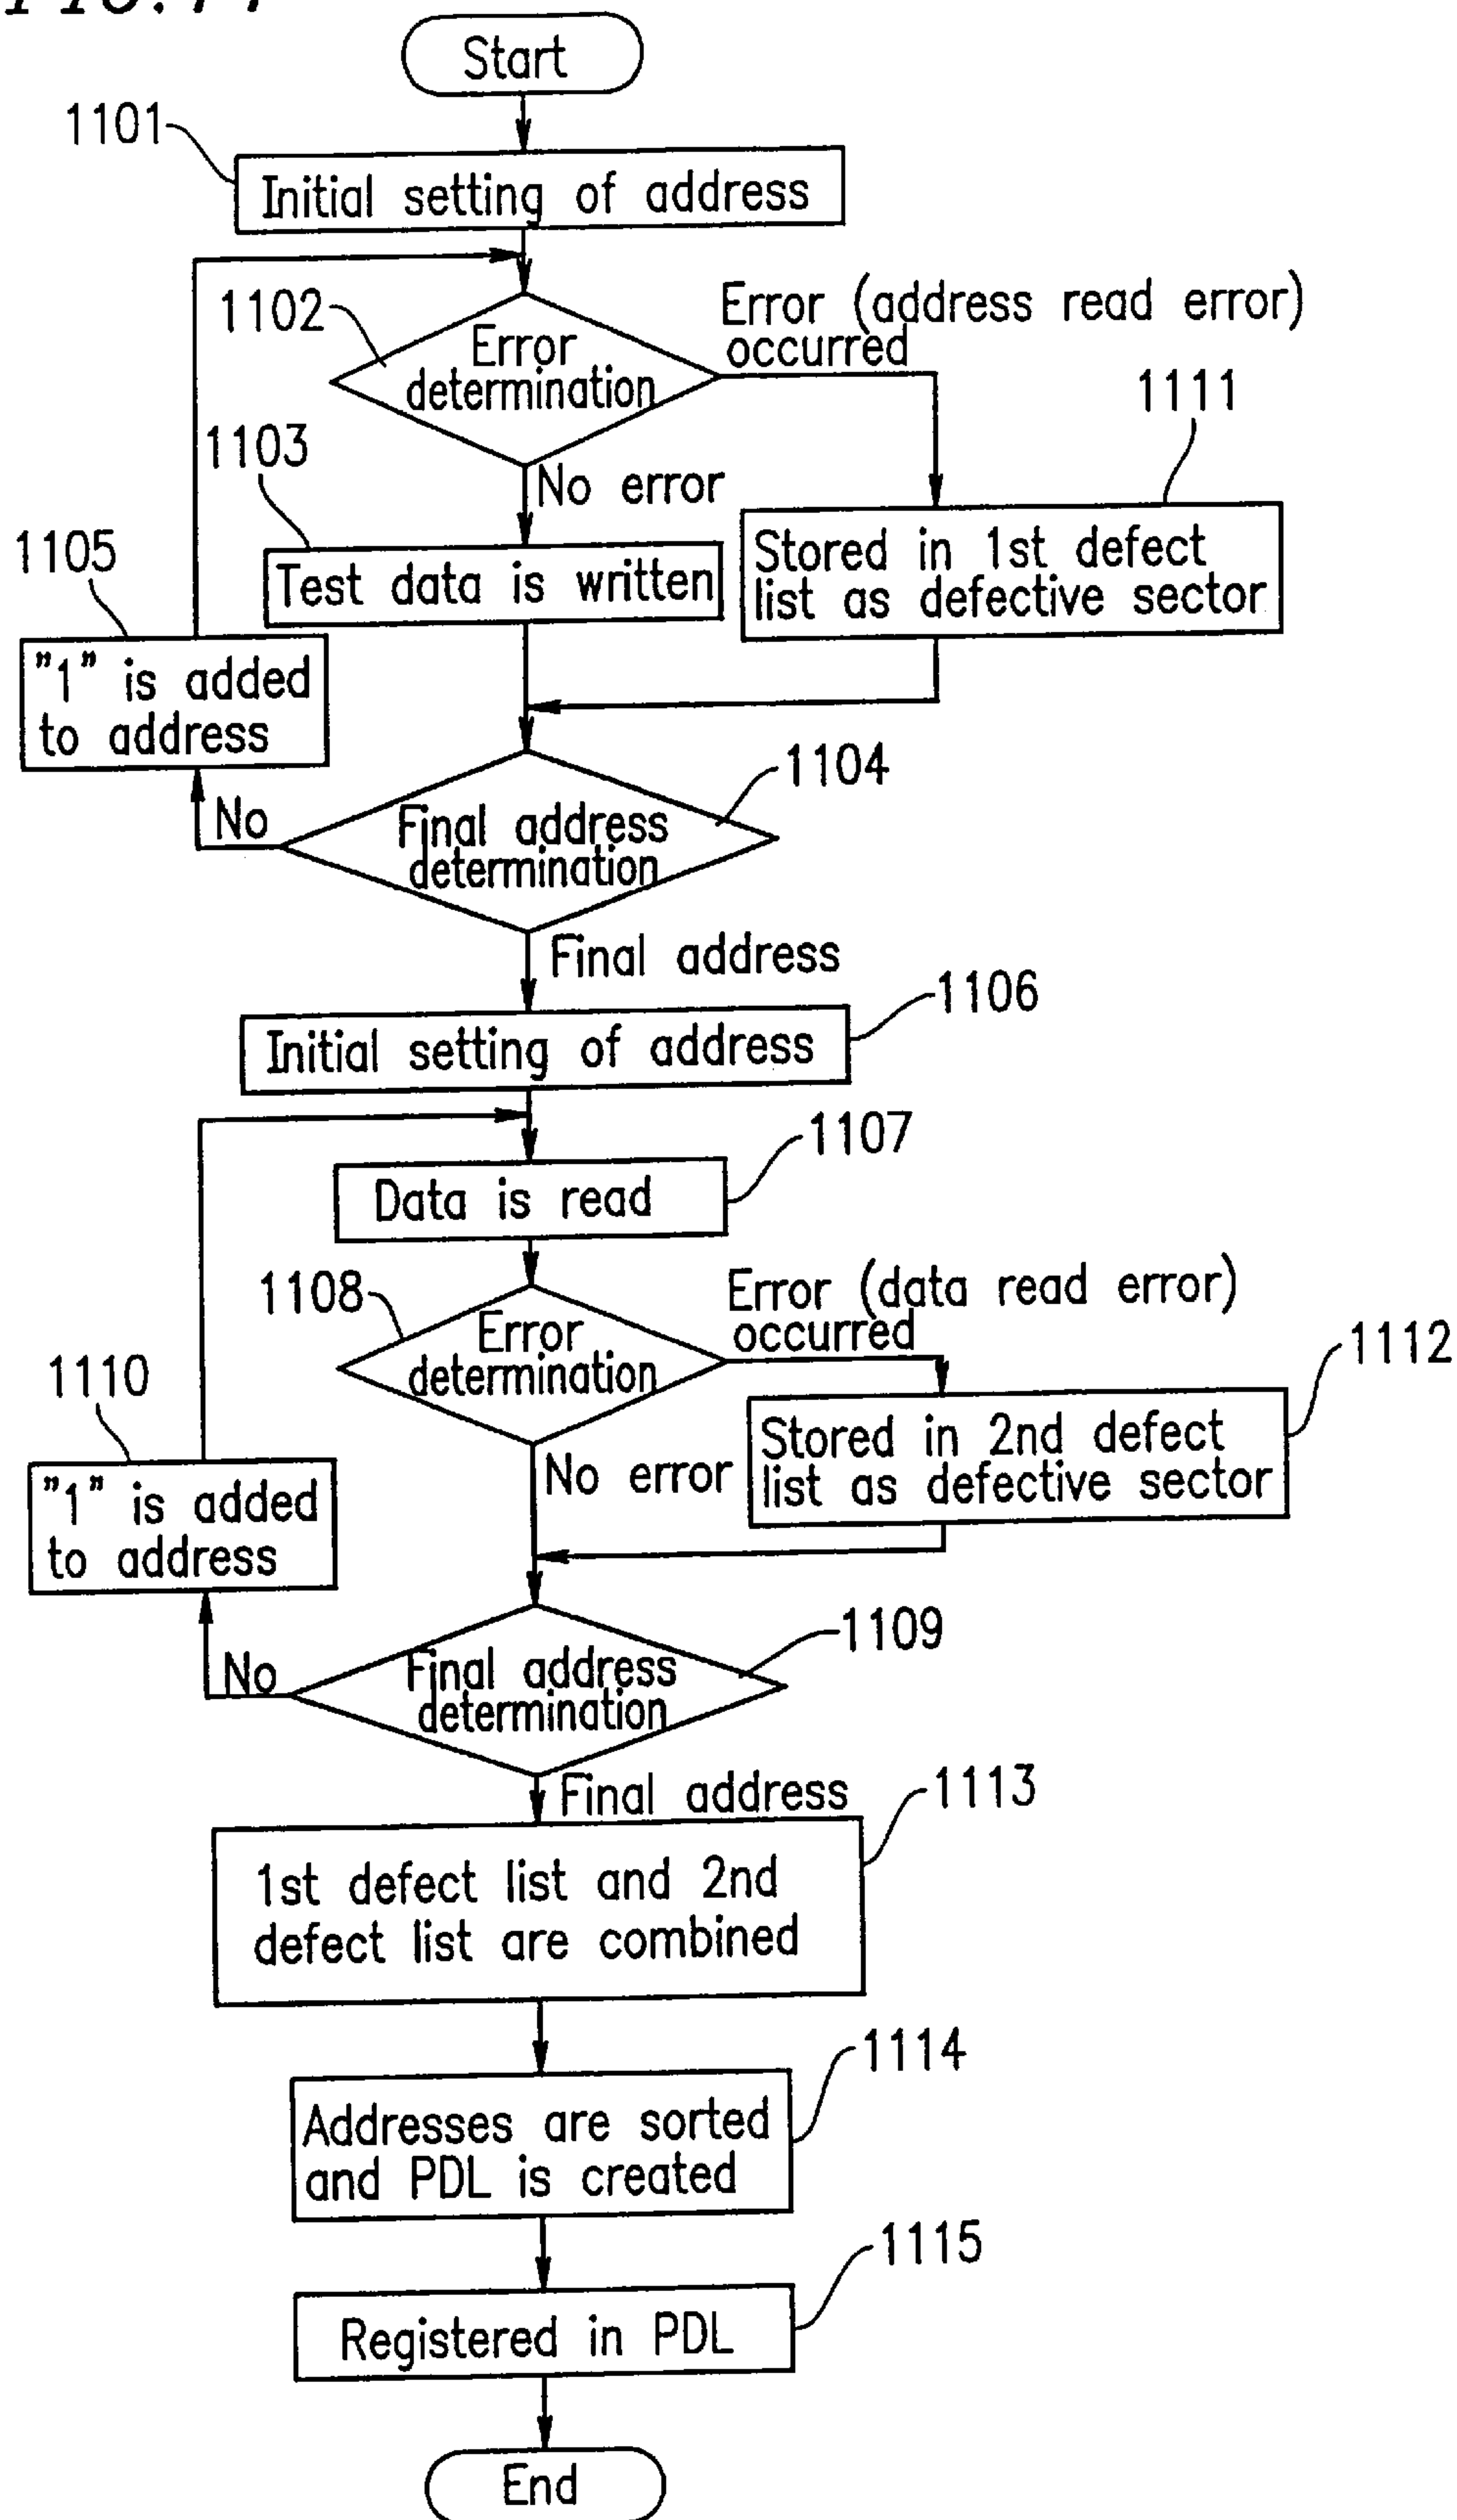 Start
1101
Initial setting of address
1102
Error (address read error)
occurred
Error
determination
1111
1103
No error
1105
Test data is written
Stored in 1st defect
list as defective sector
"1" is added
to address
1104
No
Final address
determination
Final address
1106
Initial setting of address
1107
Data is read
1108
Error (data read error)
occurred
Error
determination
1112
1110
No error
Stored in 2nd defect
list as defective sector
"1" is added
to address
1109
No
Final address
determination
Final address
1113
1st defect list and 2nd
defect list are combined
1114
Addresses are sorted
and PDL is created
1115
Registered in PDL
End